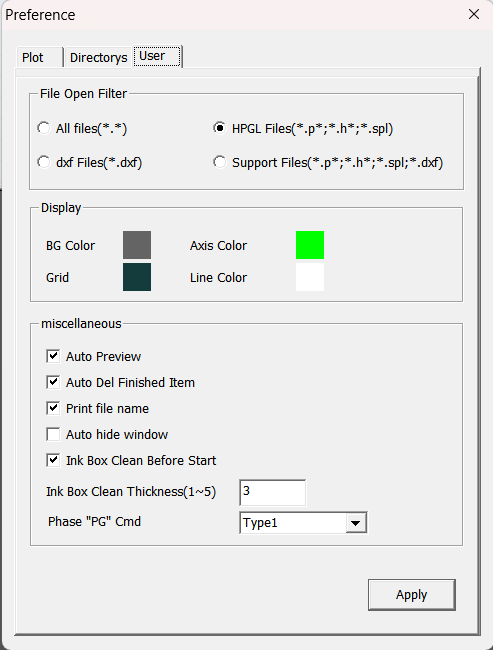 Preference
Plot Directorys User
File Open Filter
All files(*.*) HPGL Files(*.p*;*.h*;*.spl)
dxf Files(*.dxf) Support Files(*.p*;*.h*;*.spl;*.dxf)
Display
BG Color Axis Color
Grid Line Color
miscellaneous
Auto Preview
Auto Del Finished Item
Print file name
Auto hide window
Ink Box Clean Before Start
Ink Box Clean Thickness(1~5) 3
Phase "PG" Cmd Type1
Apply